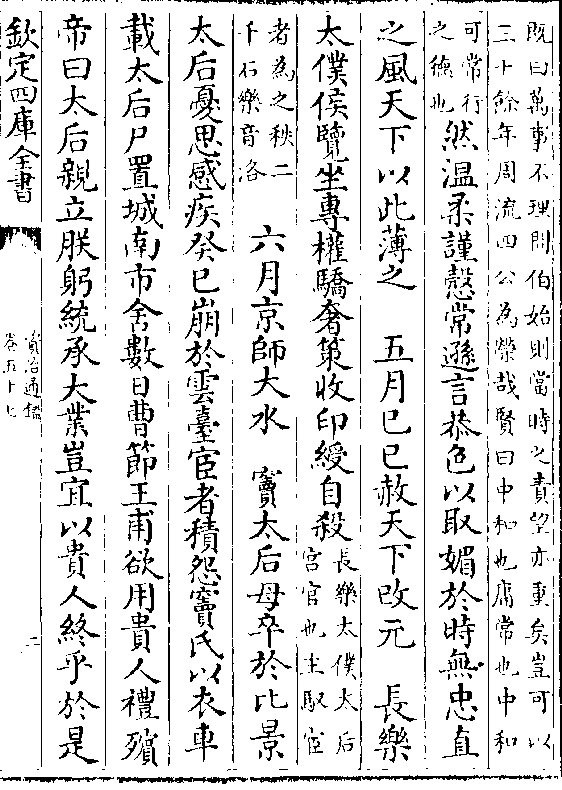 既曰萬事不理問伯始則當時之責望亦重矣豈可以
三十餘年周流四公為榮哉賢曰中和也庸常也中和
可常行
之德也
然温柔謹慤常遜言恭色以取媚於時無忠直
之風天下以此薄之　五月己巳赦天下改元　長樂
太僕侯覽坐專權驕奢策收印綬自殺
長樂太僕太后
宫官也主馭宦
者為之秩二
千石樂音洛
六月京師大水　竇太后母卒於比景
太后憂思感疾癸巳崩於雲臺宦者積怨竇氏以衣車
載太后尸置城南市舍數日曹節王甫欲用貴人禮殯
帝曰太后親立朕躬統承大業豈宜以貴人終乎於是
欽定四庫全書
資治通鑑
卷五十七
二